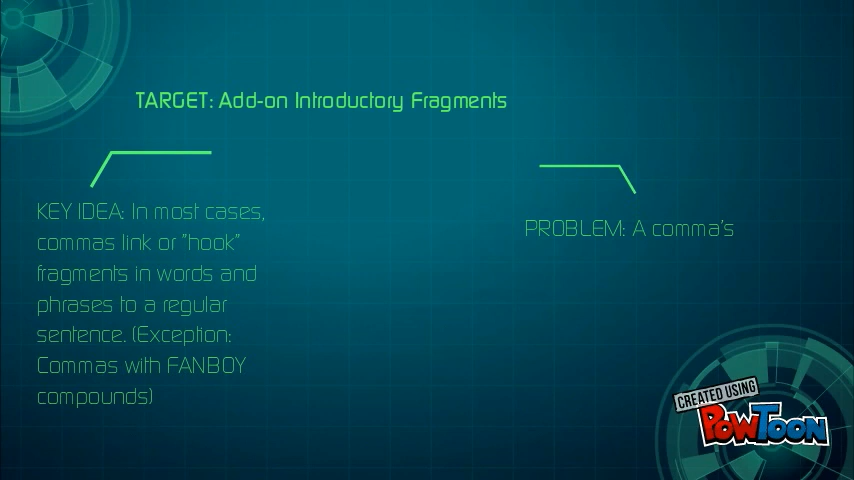 TARGET: Add-on Introductory Fragments
KEY IDEA: In most cases,
commas link or "hook"
fragments in words and
phrases to a regular
sentence. (Exception:
Commas with FANBOY
compounds)
PROBLEM: A comma's
CREATED USING
POWTOON